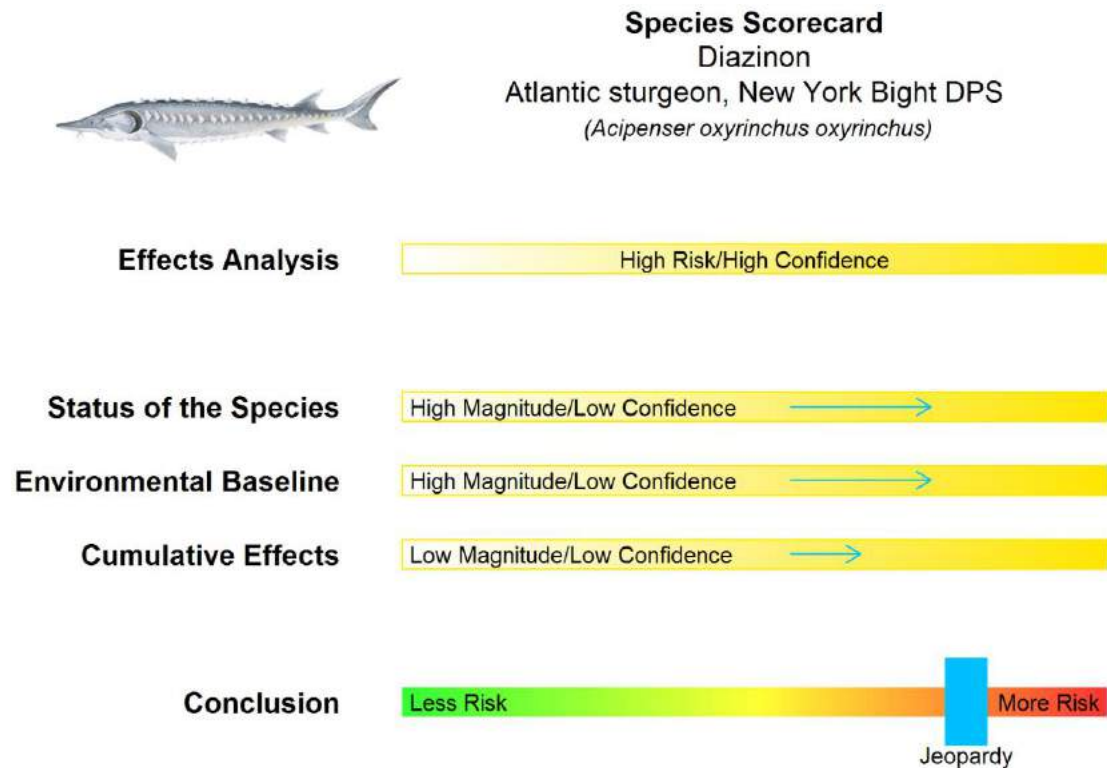 Species Scorecard
Diazinon
Atlantic sturgeon, New York Bight DPS
(Acipenser oxyrinchus oxyrinchus)
Effects Analysis
High Risk/High Confidence
Status of the Species
High Magnitude/Low Confidence
Environmental Baseline
High Magnitude/Low Confidence
Cumulative Effects
Low Magnitude/Low Confidence
Conclusion
Less Risk
More Risk
Jeopardy